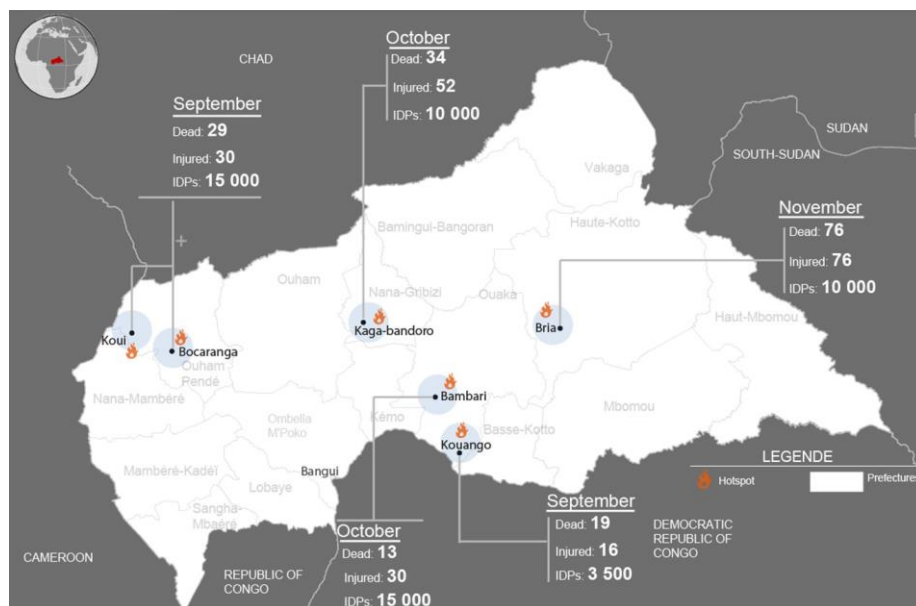 October
Dead: 34
Injured: 52
IDPs: 10 000
CHAD
September
Dead: 29
Injured: 30
IDPs: 15 000
SUDAN
SOUTH-SUDAN
Vakaga
Bamingui-Bangoran
Haute-Kotto
November
Dead: 76
Injured: 76
IDPs: 10 000
Ouham
Nana-Gribizi
Ouaka
Haut-Mbomou
Koui
Bocaranga
Kaga-bandoro
Bria
Ouham
Pendé
Nana-Mambéré
Bambari
Mbomou
Ombella
M'Poko
Kémo
Basse-Kotto
Kouango
LEGENDE
Hotspot
Prefectures
Mambéré-Kadéï
Bangui
Lobaye
Sangha-
Mbaéré
September
Dead: 19
Injured: 16
IDPs: 3 500
October
Dead: 13
Injured: 30
IDPs: 15 000
DEMOCRATIC
REPUBLIC OF
CONGO
CAMEROON
REPUBLIC OF
CONGO